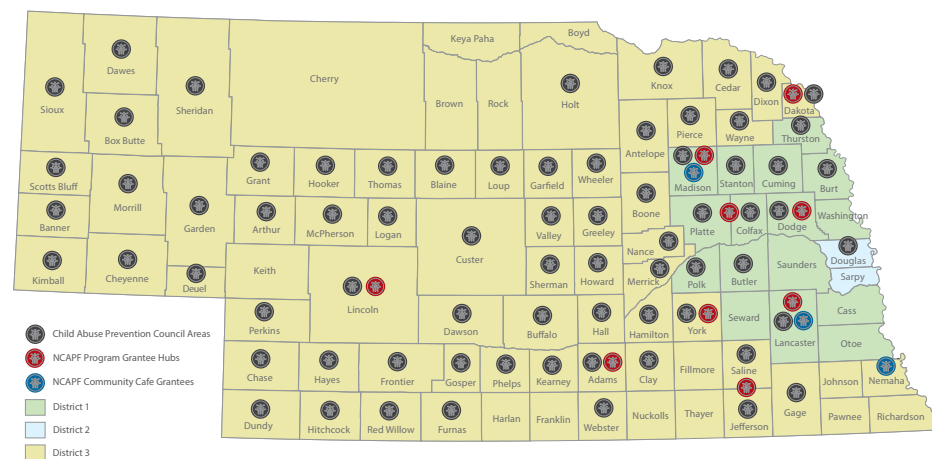 Boyd
Keya Paha
Dawes
Cherry
Knox
Cedar
Dixon
Sioux
Sheridan
Brown
Rock
Holt
Dakota
Box Butte
Pierce
Wayne
Thurston
Antelope
Scotts Bluff
Grant
Hooker
Thomas
Blaine
Loup
Garfield
Wheeler
Madison
Stanton
Cuming
Burt
Morrill
Garden
Boone
Banner
Arthur
McPherson
Logan
Valley
Greeley
Platte
Colfax
Dodge
Washington
Custer
Nance
Kimball
Cheyenne
Deuel
Keith
Sherman
Howard
Merrick
Polk
Butler
Saunders
Douglas
Sarpy
Lincoln
Perkins
Dawson
Buffalo
Hall
Hamilton
York
Seward
Lancaster
Cass
Otoe
Child Abuse Prevention Council Areas
NCAPF Program Grantee Hubs
NCAPF Community Cafe Grantees
District 1
District 2
District 3
Chase
Hayes
Frontier
Gosper
Phelps
Kearney
Adams
Clay
Fillmore
Saline
Johnson
Nemaha
Dundy
Hitchcock
Red Willow
Furnas
Harlan
Franklin
Webster
Nuckolls
Thayer
Jefferson
Gage
Pawnee
Richardson